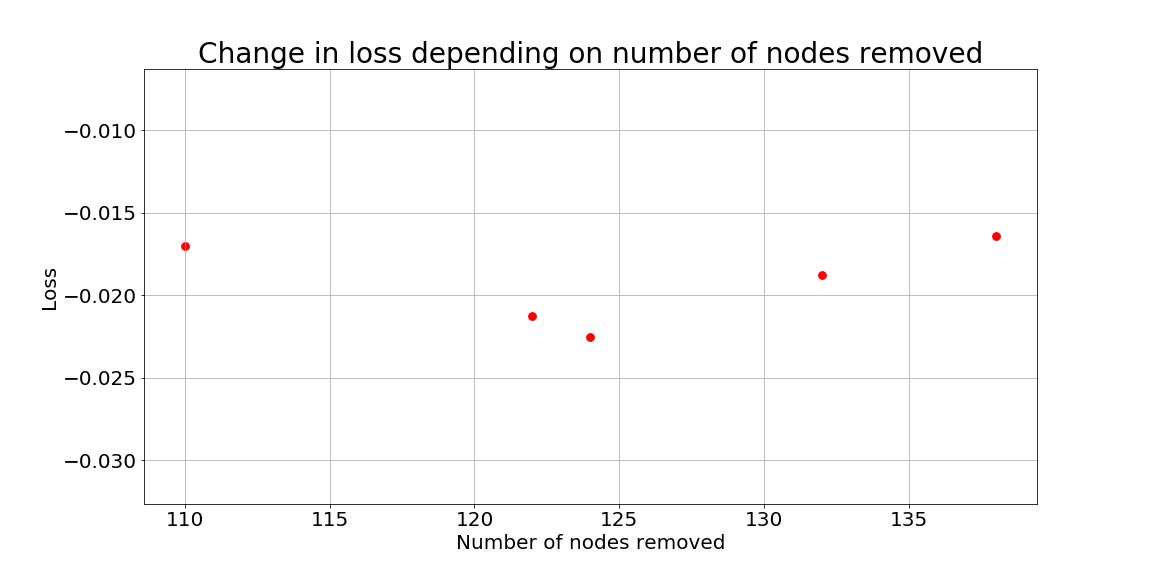 Change in loss depending on number of nodes removed
−0.010
−0.015
−0.020
−0.025
−0.030
Loss
110 115 120 125 130 135
Number of nodes removed